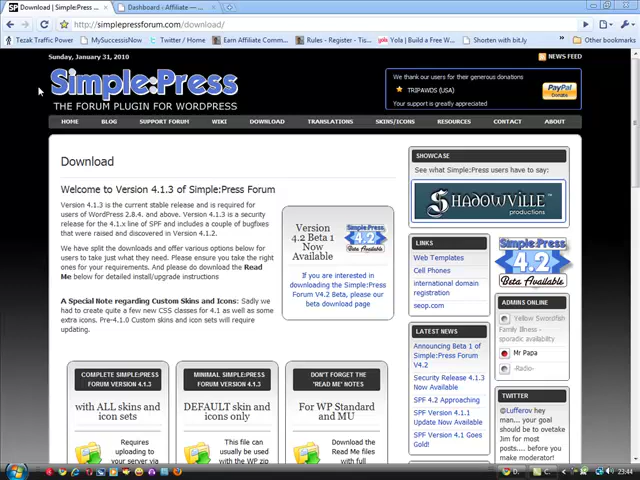 Download | Simple:Press ...
Dashboard - Affiliate —...
http://simplepressforum.com/download/
Tezak Traffic Power
MySuccessisNow
Twitter / Home
Earn Affiliate Comm...
Rules - Register - Tic...
Yola | Build a Free W...
Shorten with bit.ly
Other bookmarks
Sunday, January 31, 2010
NEWS FEED
Simple:Press
THE FORUM PLUGIN FOR WORDPRESS
We thank our users for their generous donations
TRIPAWDS (USA)
Your support is greatly appreciated
PayPal
Donate
HOME
BLOG
SUPPORT FORUM
WIKI
DOWNLOAD
TRANSLATIONS
SKINS/ICONS
RESOURCES
CONTACT
ABOUT
Download
Welcome to Version 4.1.3 of Simple:Press Forum
Version 4.1.3 is the current stable release and is required for
users of WordPress 2.8.4. and above. Version 4.1.3 is a security
release for the 4.1.x line of SPF and includes a couple of bugfixes
that were raised and discovered in Version 4.1.2.
We have split the downloads and offer various options below for
users to take just what they need. Please ensure you take the right
ones for your requirements. And please do download the Read
Me below for detailed install/upgrade instructions
A Special Note regarding Custom Skins and Icons: Sadly we
had to create quite a few new CSS classes for 4.1 as well as some
extra icons. Pre-4.1.0 Custom skins and icon sets will require
updating.
Version
4.2 Beta 1
Now
Available
Simple:Press
4.2
Beta Available
If you are interested in
downloading the Simple:Press
Forum V4.2 Beta, please our
beta download page
COMPLETE SIMPLE:PRESS
FORUM VERSION 4.1.3
with ALL skins and
icon sets
Requires
uploading to
your server via
MINIMAL SIMPLE:PRESS
FORUM VERSION 4.1.3
DEFAULT skin and
icons only
This file can
usually be used
with the WP zip
DON'T FORGET THE
'READ ME' NOTES
For WP Standard
and MU
Download the
Read Me files
with full
SHOWCASE
See what Simple:Press users have to say:
SHADOWVILLE
productions
LINKS
Web Templates
Cell Phones
international domain
registration
seop.com
Simple:Press
4.2
Beta Available
LATEST NEWS
Announcing Beta 1 of
Simple:Press Forum
V4.2
Security Release 4.1.3
Now Available
SPF 4.2 Approaching
SPF Version 4.1.1
Update Now Available
SPF Version 4.1 Goes
Gold!
ADMINS ONLINE
Yellow Swordfish
Family Illness -
sporadic availability
Mr Papa
-Radio-
TWITTER
@Lufferov hey
man... your goal
should be to
overtake
Jim for most
posts.... day
before you make
moderator!
23:44